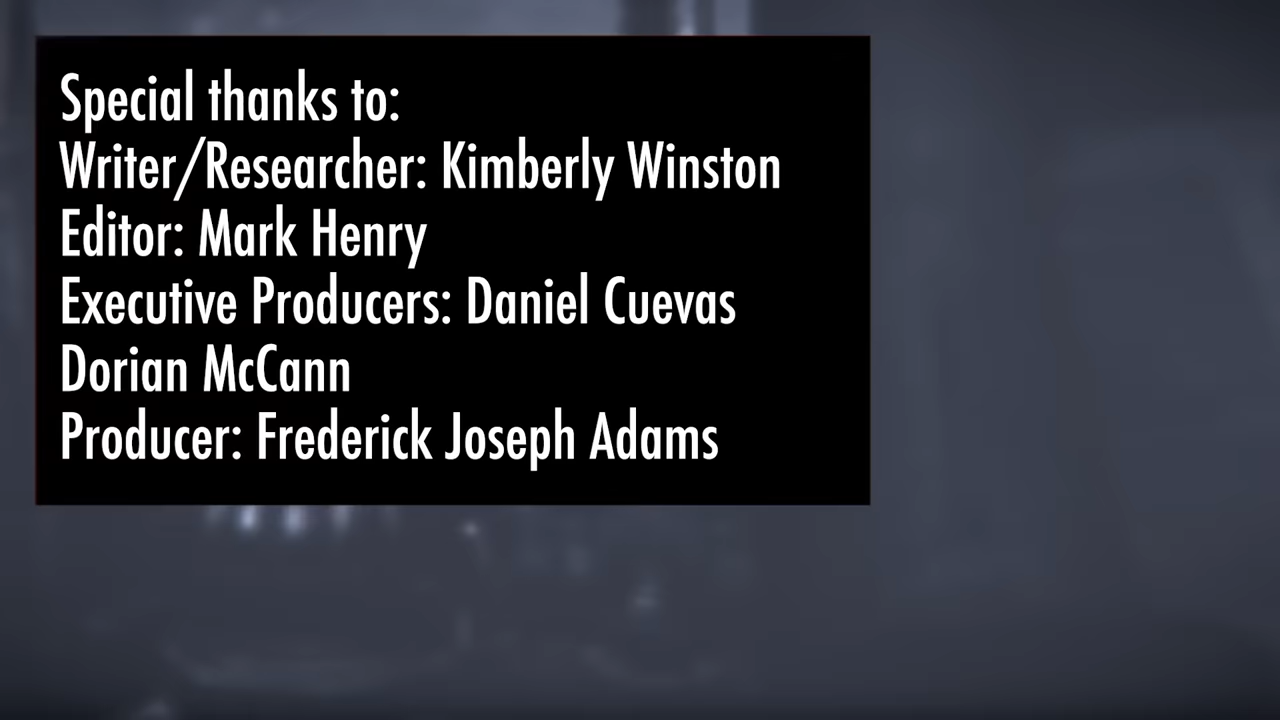 Special thanks to:
Writer/Researcher: Kimberly Winston
Editor: Mark Henry
Executive Producers: Daniel Cuevas
Dorian McCann
Producer: Frederick Joseph Adams